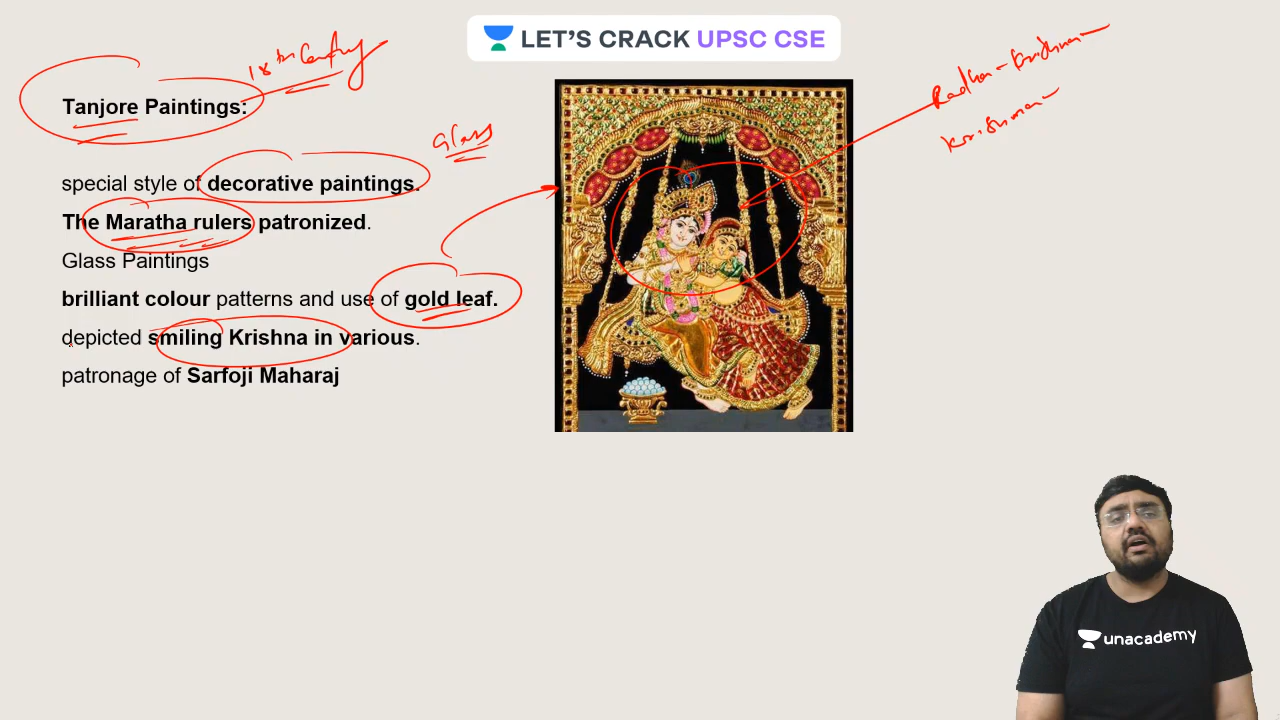 LET'S CRACK UPSC CSE
18th Century
Tanjore Paintings:
Glass
special style of decorative paintings.
The Maratha rulers patronized.
Glass Paintings
brilliant colour patterns and use of gold leaf.
depicted smiling Krishna in various.
patronage of Sarfoji Maharaj
Radha - Krishna
Krishna
unacademy